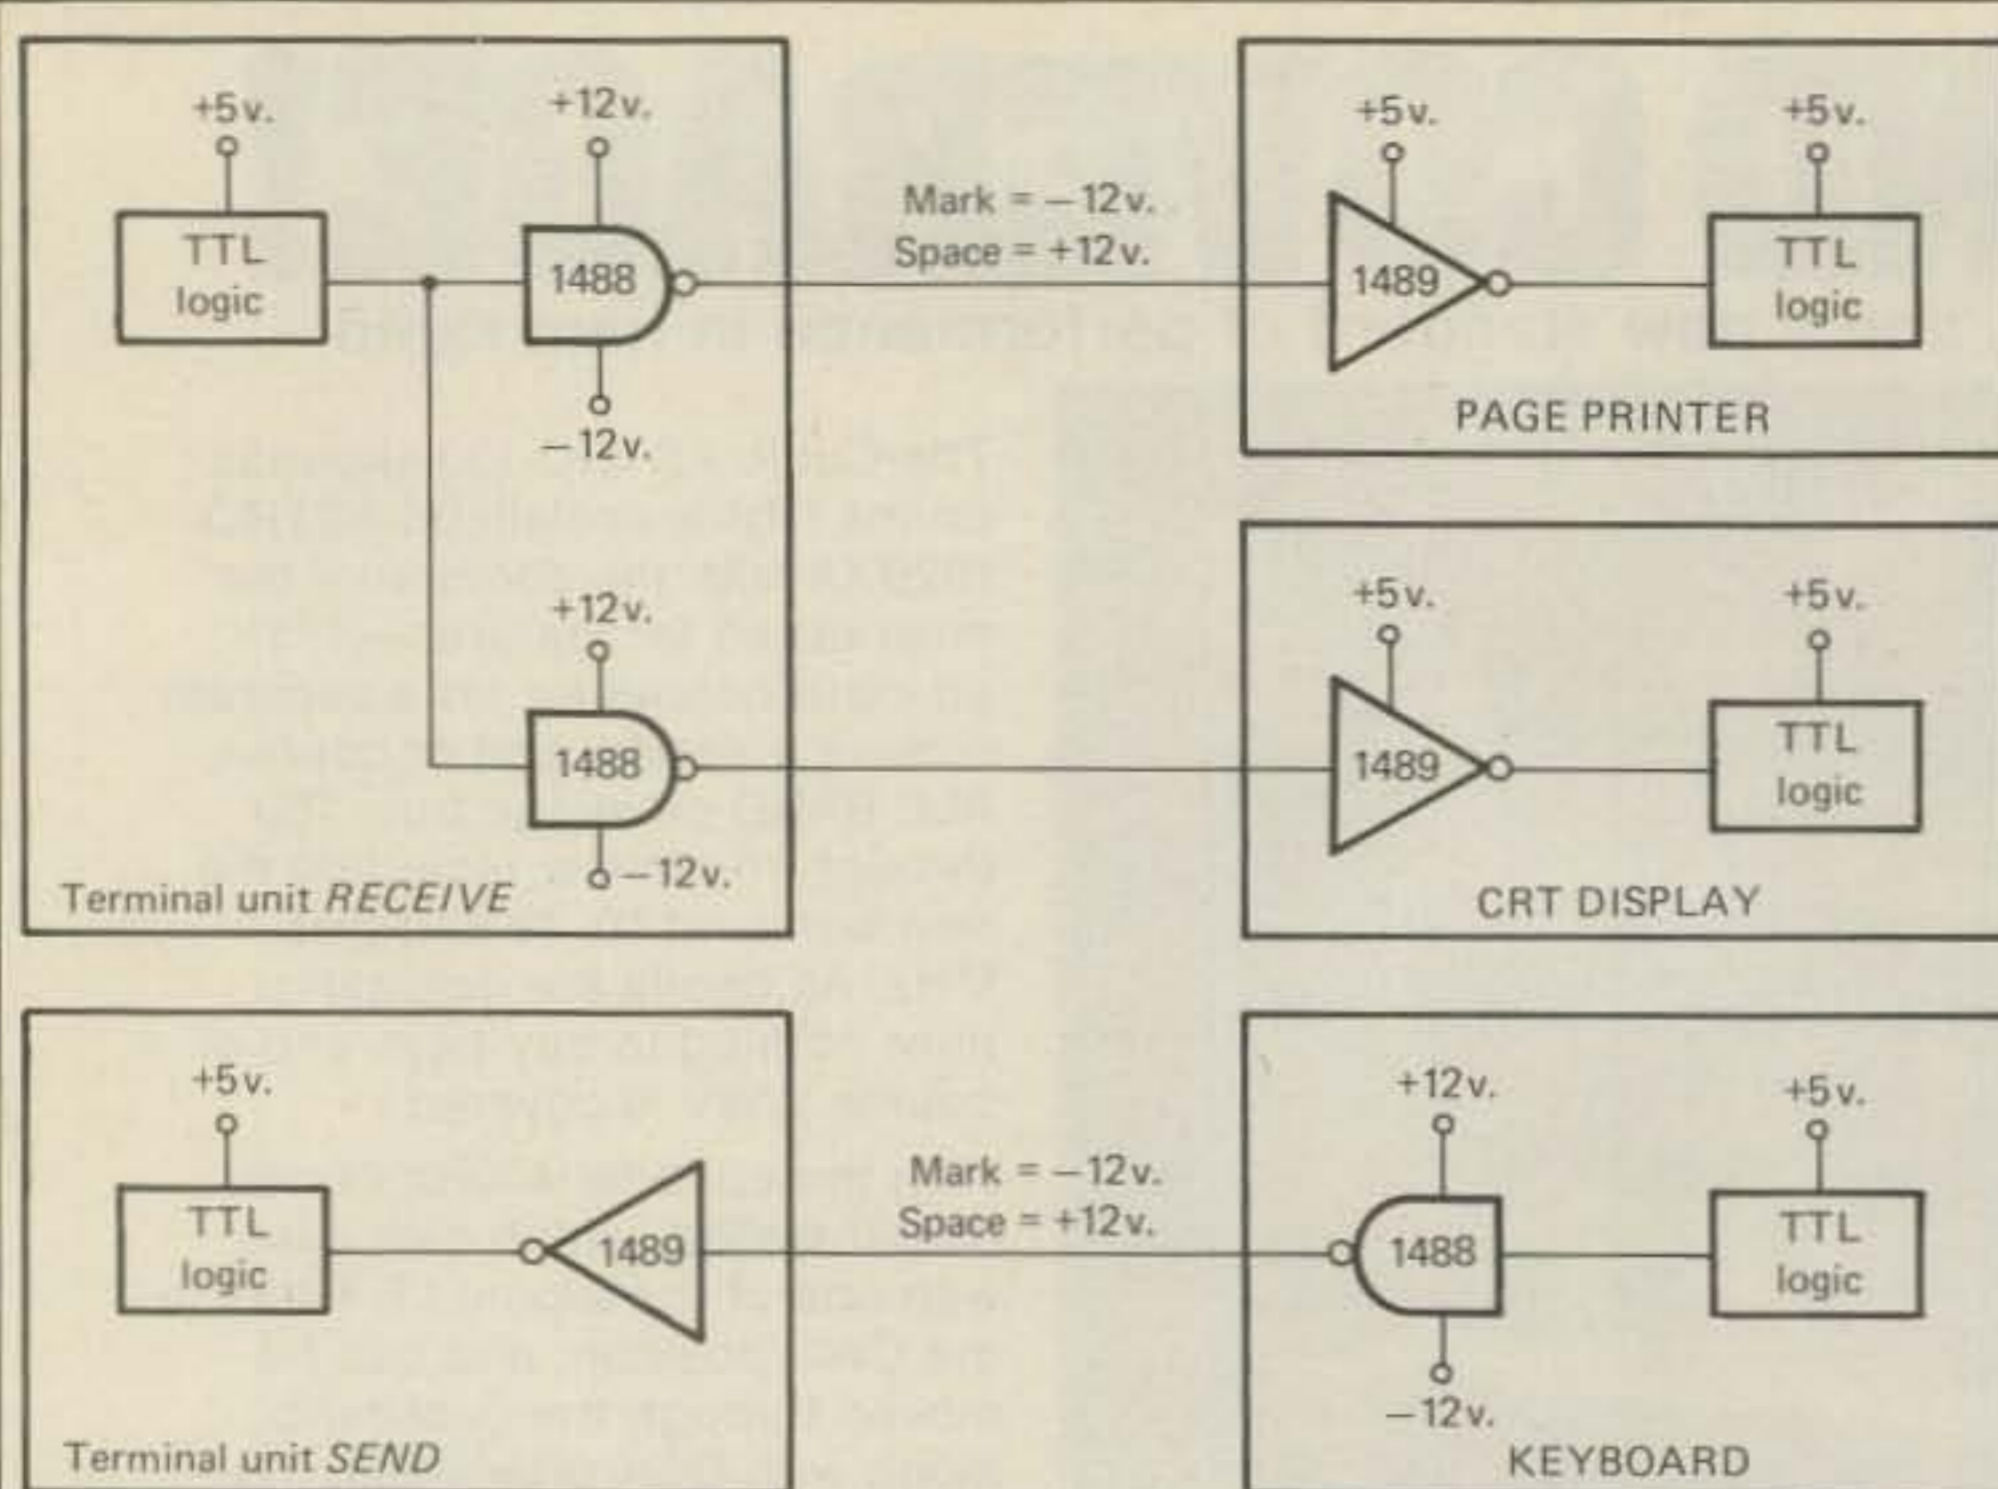 +5v.
+12v.
TTL
logic
1488
−12v.
+12v.
1488
−12v.
Terminal unit RECEIVE
Mark = −12v.
Space = +12v.
+5v.
+5v.
1489
TTL
logic
PAGE PRINTER
+5v.
+5v.
1489
TTL
logic
CRT DISPLAY
+5v.
TTL
logic
1489
Terminal unit SEND
Mark = −12v.
Space = +12v.
+12v.
+5v.
1488
TTL
logic
−12v.
KEYBOARD